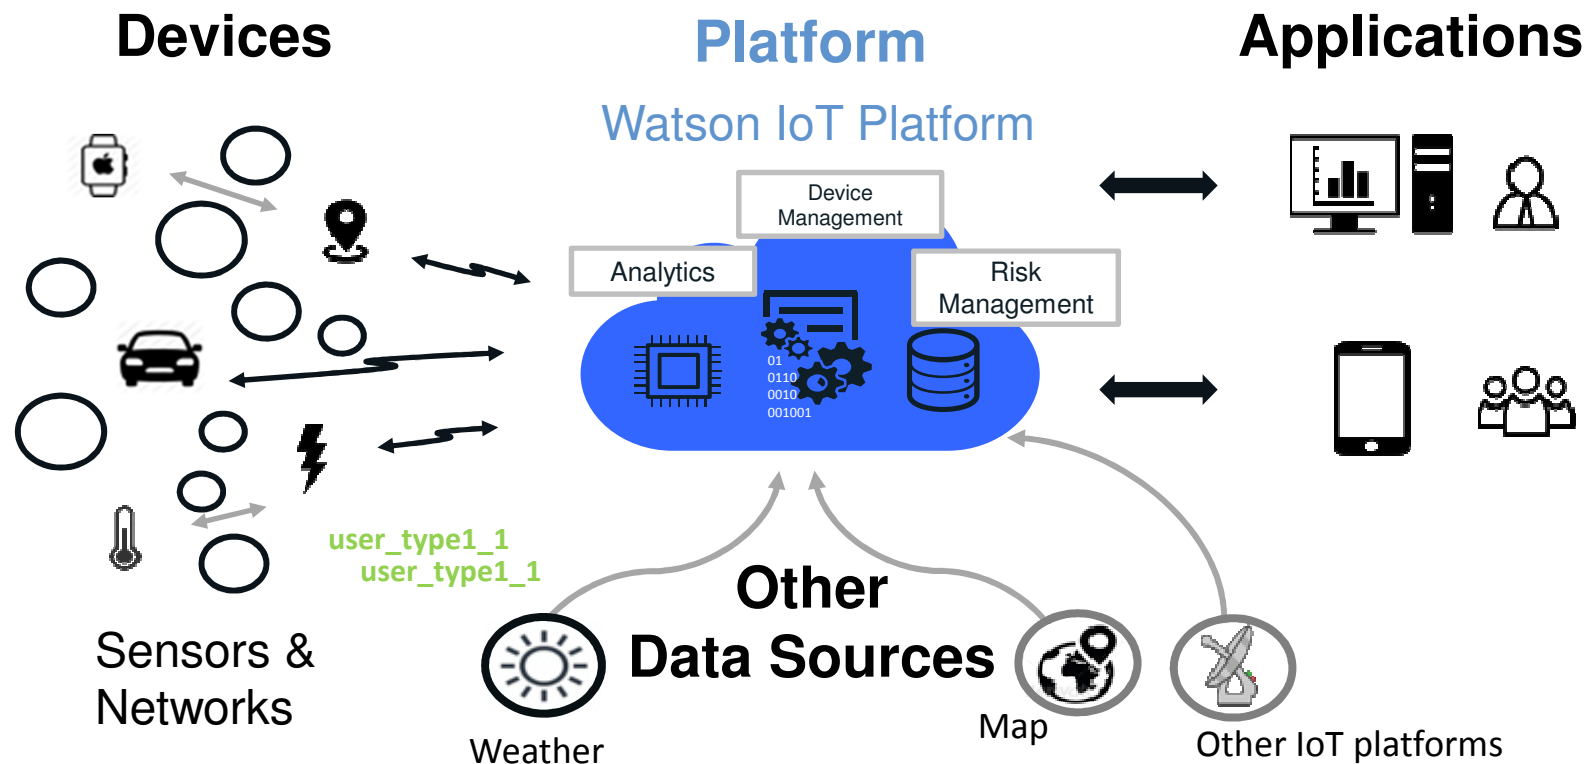 Devices
Platform
Applications
Watson IoT Platform
Device
Management
Analytics
Risk
Management
01
0110
0010
001001
user_type1_1
user_type1_1
Other
Data Sources
Sensors &
Networks
Weather
Map
Other IoT platforms